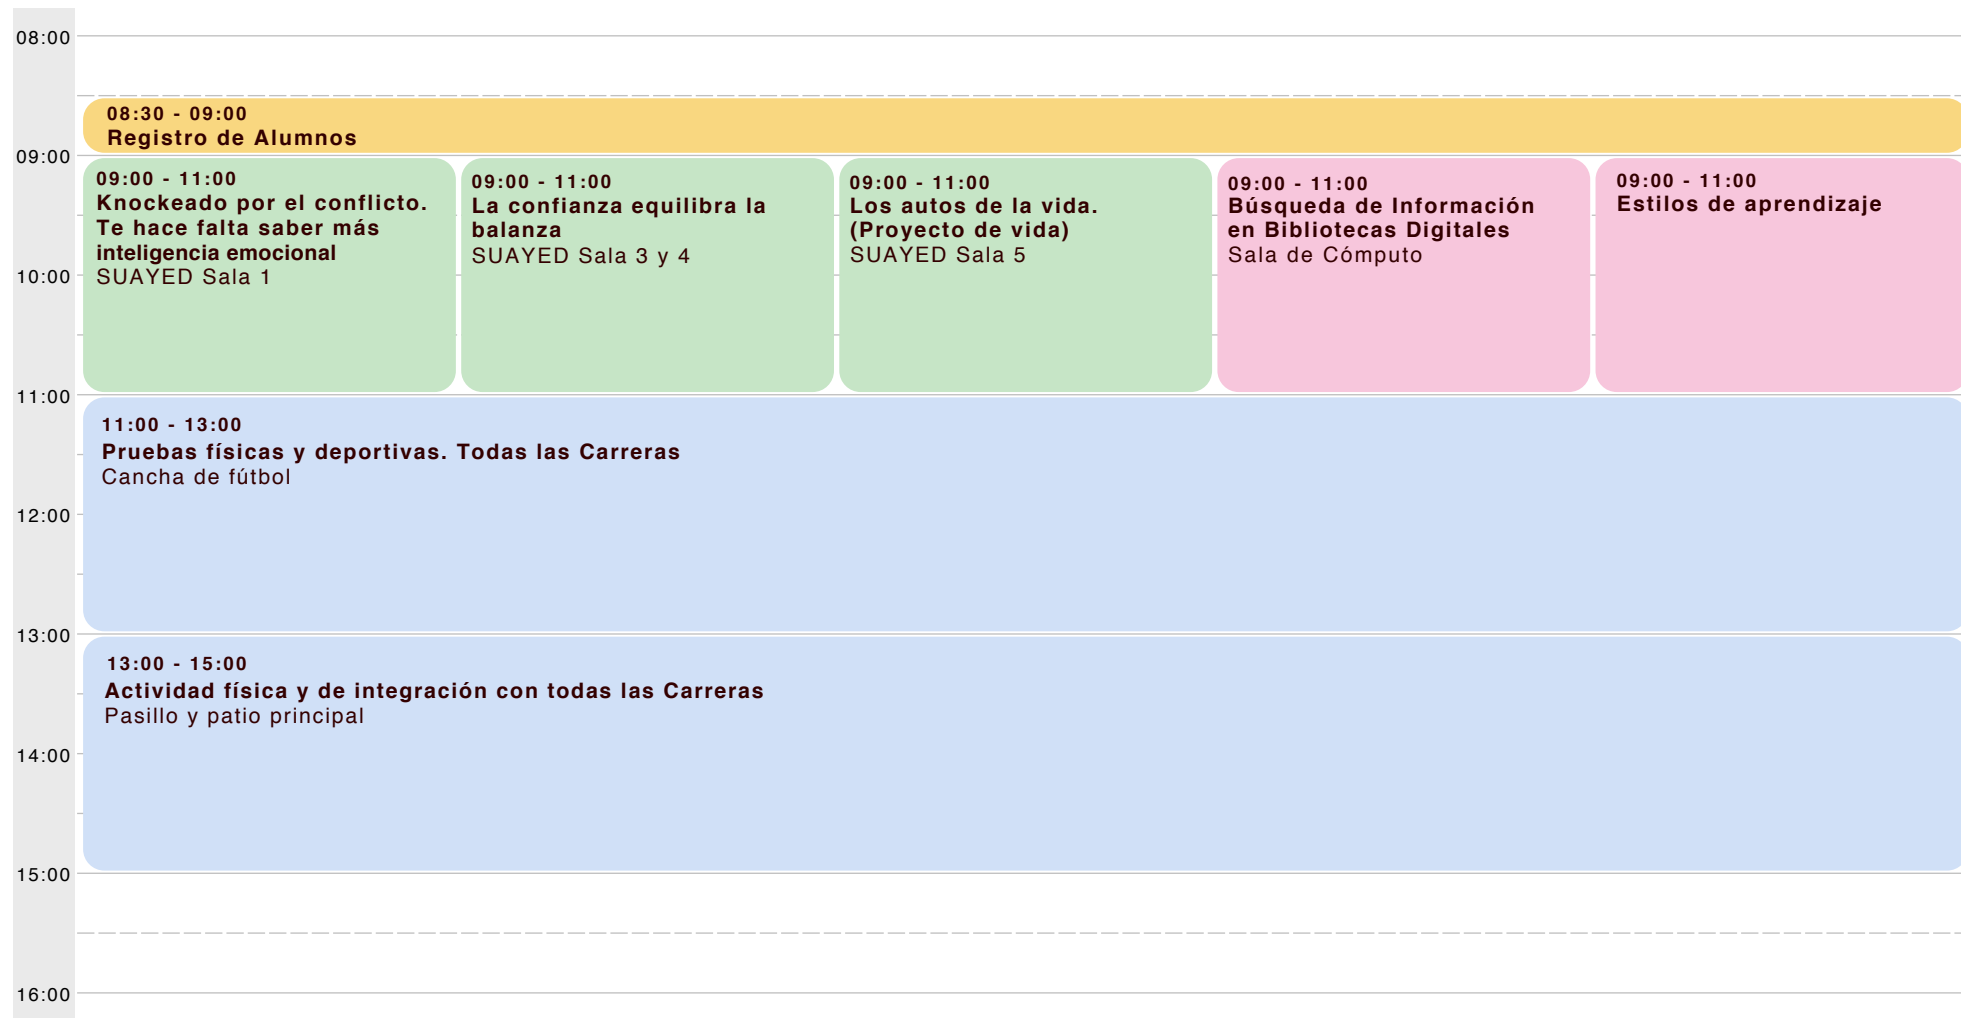 08:00
08:30 - 09:00
Registro de Alumnos
09:00
09:00 - 11:00
Knockeado por el conflicto.
Te hace falta saber más
inteligencia emocional
SUAYED Sala 1
09:00 - 11:00
La confianza equilibra la
balanza
SUAYED Sala 3 y 4
09:00 - 11:00
Los autos de la vida.
(Proyecto de vida)
SUAYED Sala 5
09:00 - 11:00
Búsqueda de Información
en Bibliotecas Digitales
Sala de Cómputo
09:00 - 11:00
Estilos de aprendizaje
10:00
11:00
11:00 - 13:00
Pruebas físicas y deportivas. Todas las Carreras
Cancha de fútbol
12:00
13:00
13:00 - 15:00
Actividad física y de integración con todas las Carreras
Pasillo y patio principal
14:00
15:00
16:00